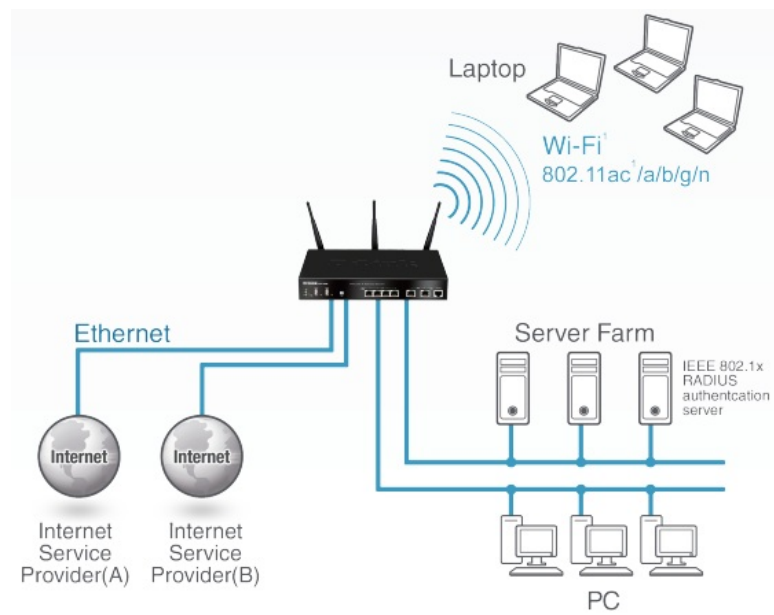 Laptop
Wi-Fi¹
802.11ac¹/a/b/g/n
Ethernet
Server Farm
IEEE 802.1x
RADIUS
authentcation
server
Internet
Internet
Internet
Service
Provider(A)
Internet
Service
Provider(B)
PC